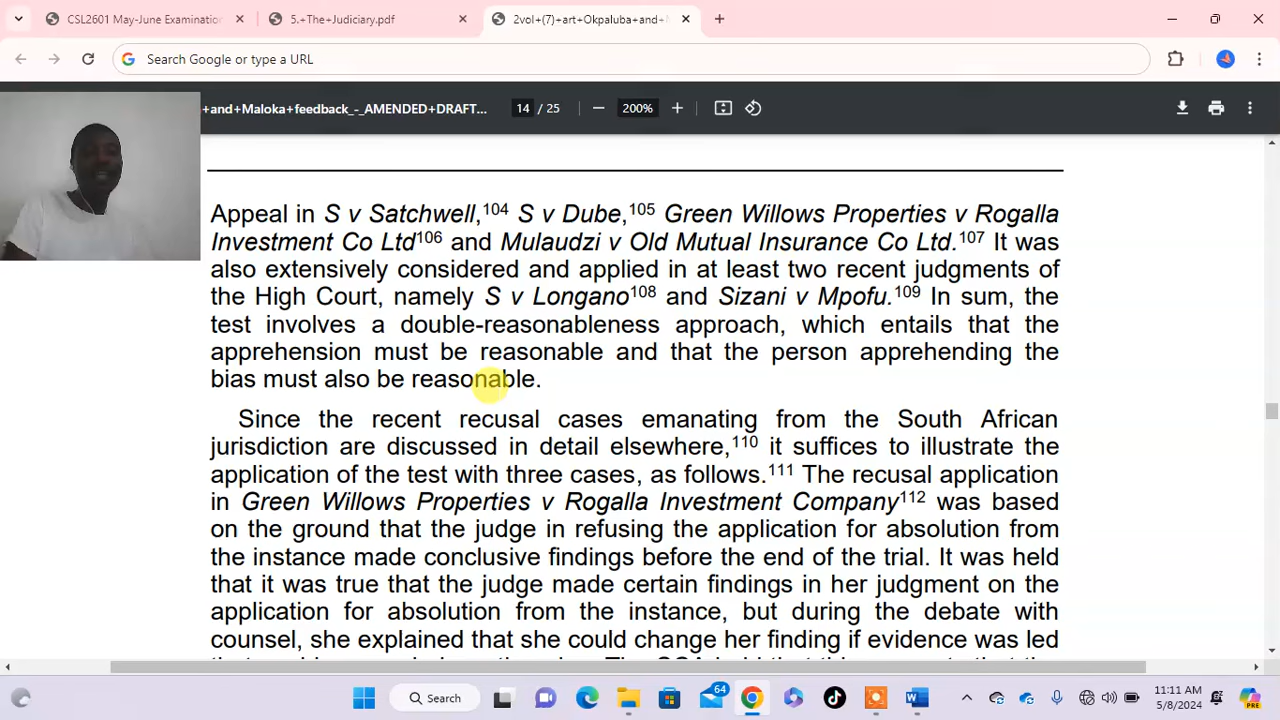 CSL2601 May-June Examination
5.+The+Judiciary.pdf
2vol+(7)+art+Okpaluba+and+
Search Google or type a URL
+and+Maloka+feedback_-_AMENDED+DRAFT...
14 / 25
200%
Appeal in S v Satchwell,104 S v Dube,105 Green Willows Properties v Rogalla
Investment Co Ltd106 and Mulaudzi v Old Mutual Insurance Co Ltd.107 It was
also extensively considered and applied in at least two recent judgments of
the High Court, namely S v Longano108 and Sizani v Mpofu.109 In sum, the
test involves a double-reasonableness approach, which entails that the
apprehension must be reasonable and that the person apprehending the
bias must also be reasonable.
Since the recent recusal cases emanating from the South African
jurisdiction are discussed in detail elsewhere,110 it suffices to illustrate the
application of the test with three cases, as follows.111 The recusal application
in Green Willows Properties v Rogalla Investment Company112 was based
on the ground that the judge in refusing the application for absolution from
the instance made conclusive findings before the end of the trial. It was held
that it was true that the judge made certain findings in her judgment on the
application for absolution from the instance, but during the debate with
counsel, she explained that she could change her finding if evidence was led
Search
64
PRE
11:11 AM
5/8/2024